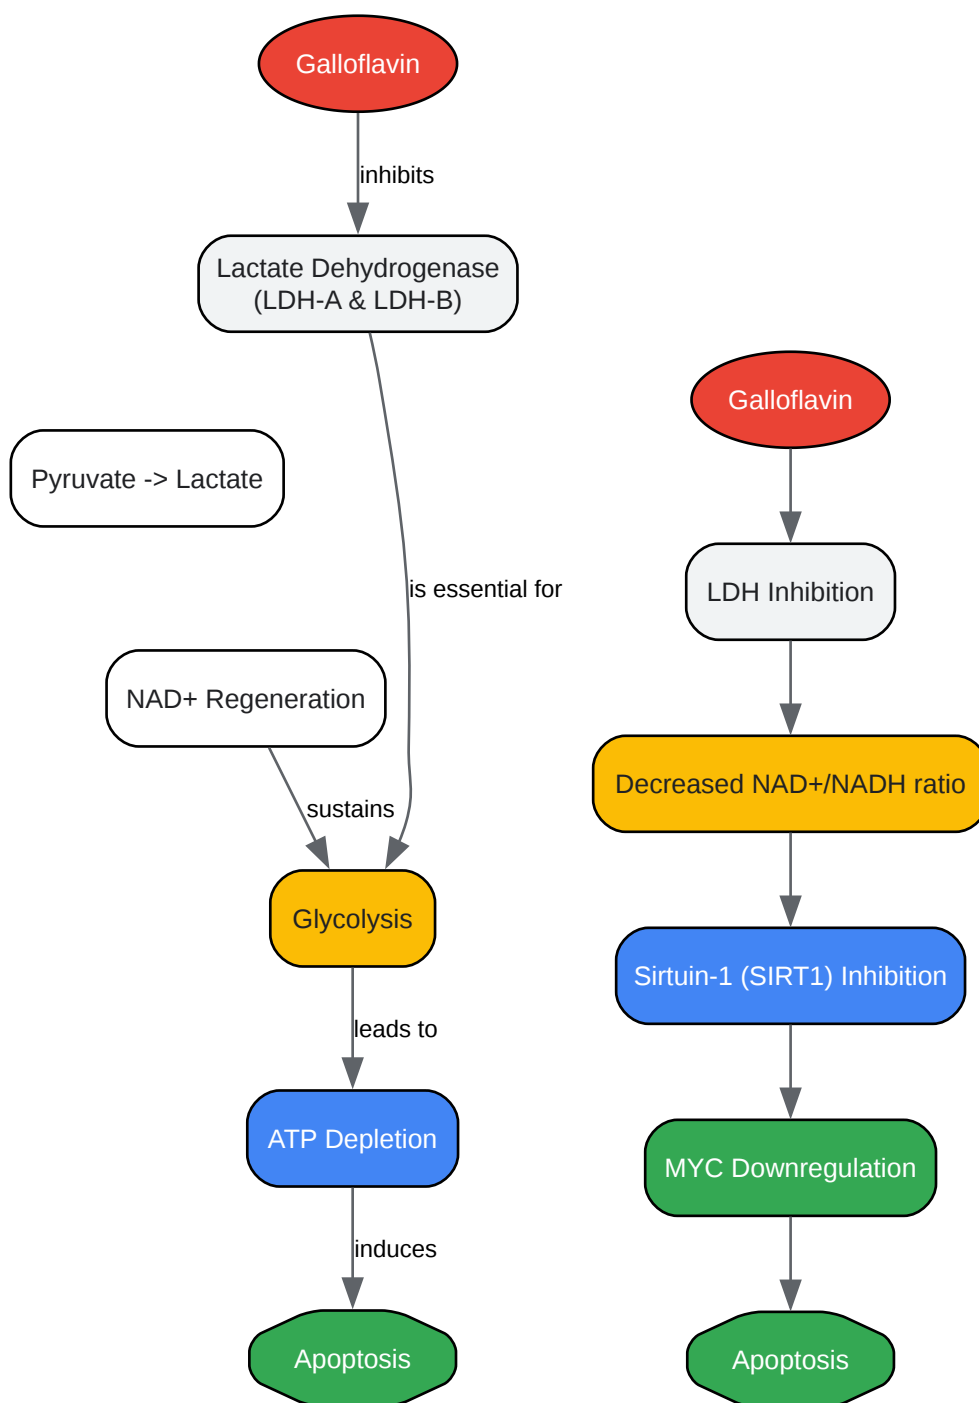 Galloflavin
inhibits
Lactate Dehydrogenase
(LDH-A & LDH-B)
Pyruvate -> Lactate
is essential for
NAD+ Regeneration
sustains
Glycolysis
leads to
ATP Depletion
induces
Apoptosis
Galloflavin
LDH Inhibition
Decreased NAD+/NADH ratio
Sirtuin-1 (SIRT1) Inhibition
MYC Downregulation
Apoptosis